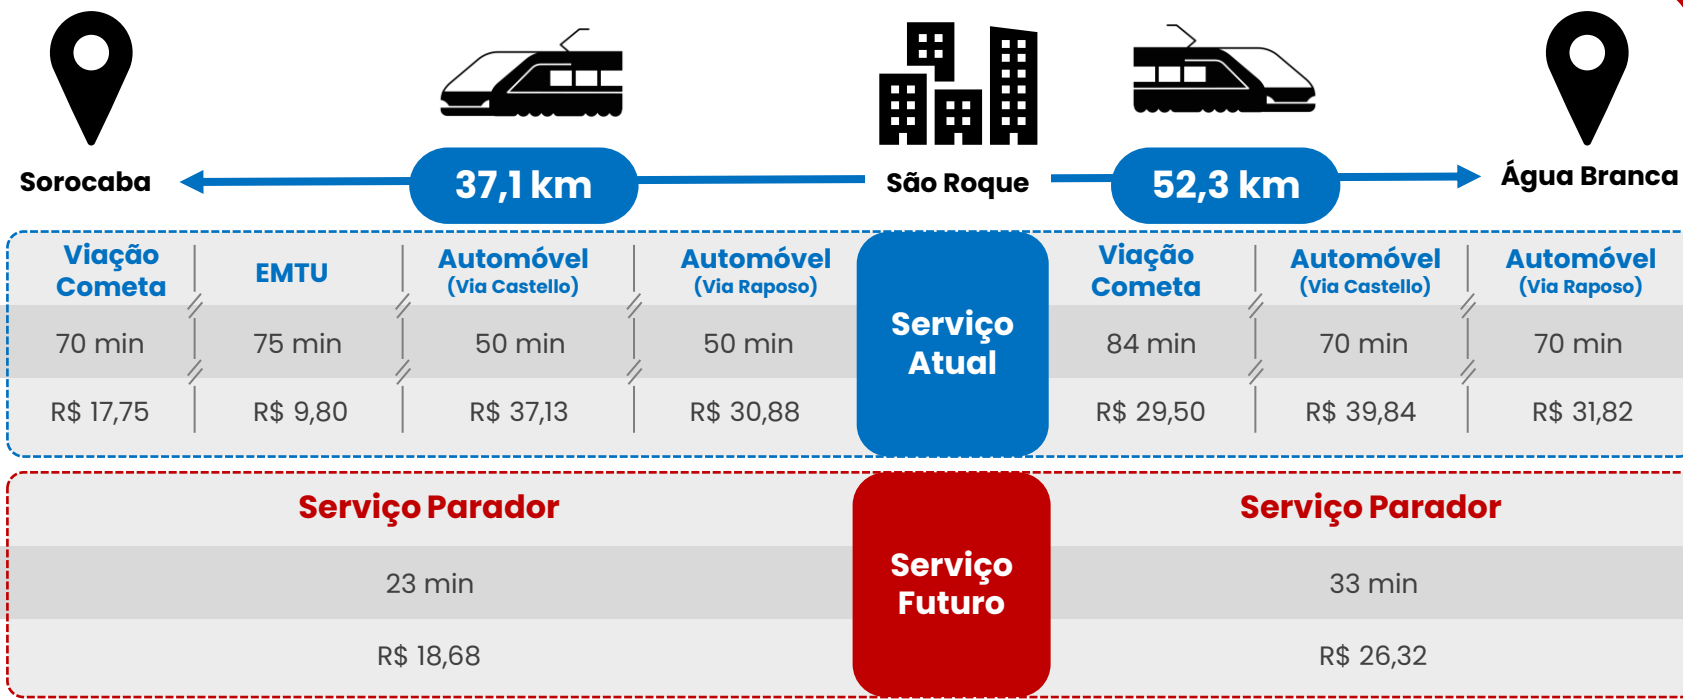 Sorocaba
37,1 km
São Roque
52,3 km
Água Branca
Viação
Cometa
EMTU
Automóvel
(Via Castello)
Automóvel
(Via Raposo)
Serviço
Atual
Viação
Cometa
Automóvel
(Via Castello)
Automóvel
(Via Raposo)
70 min
75 min
50 min
50 min
84 min
70 min
70 min
R$ 17,75
R$ 9,80
R$ 37,13
R$ 30,88
R$ 29,50
R$ 39,84
R$ 31,82
Serviço Parador
Serviço
Futuro
Serviço Parador
23 min
33 min
R$ 18,68
R$ 26,32